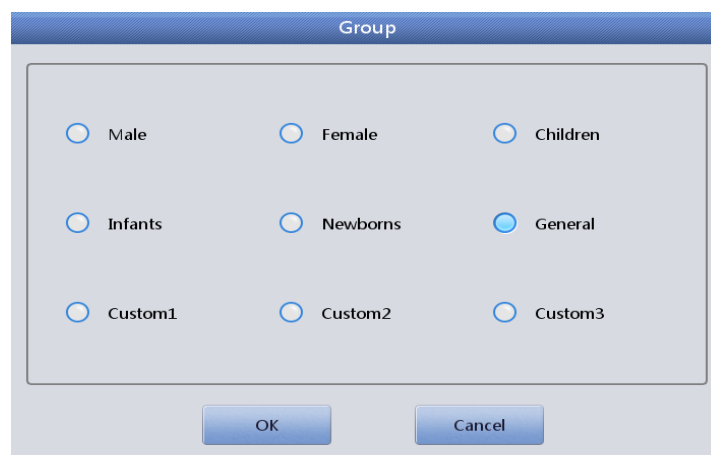 Group
Male Female Children
Infants Newborns General
Custom1 Custom2 Custom3
OK Cancel